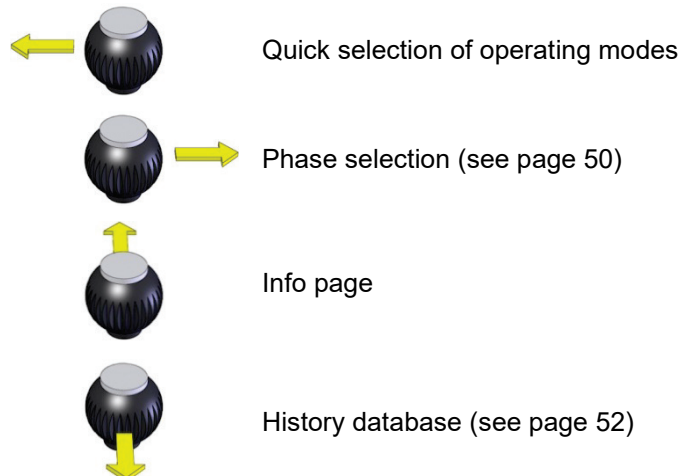 Quick selection of operating modes
Phase selection (see page 50)
Info page
History database (see page 52)